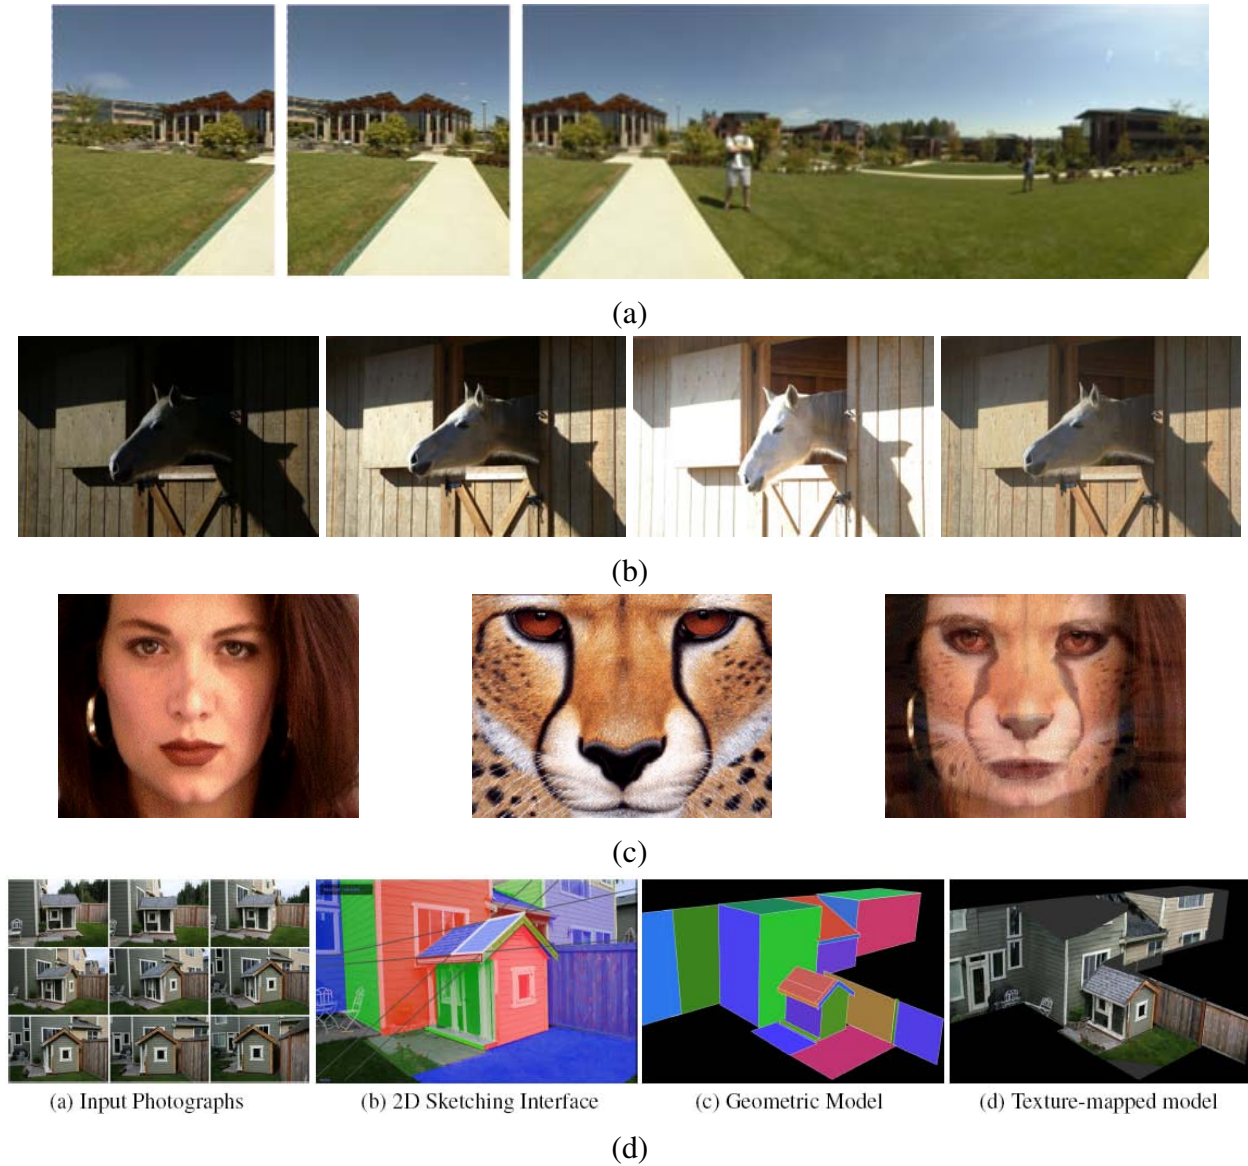 (a)
(b)
(c)
(a) Input Photographs
(b) 2D Sketching Interface
(c) Geometric Model
(d) Texture-mapped model
(d)